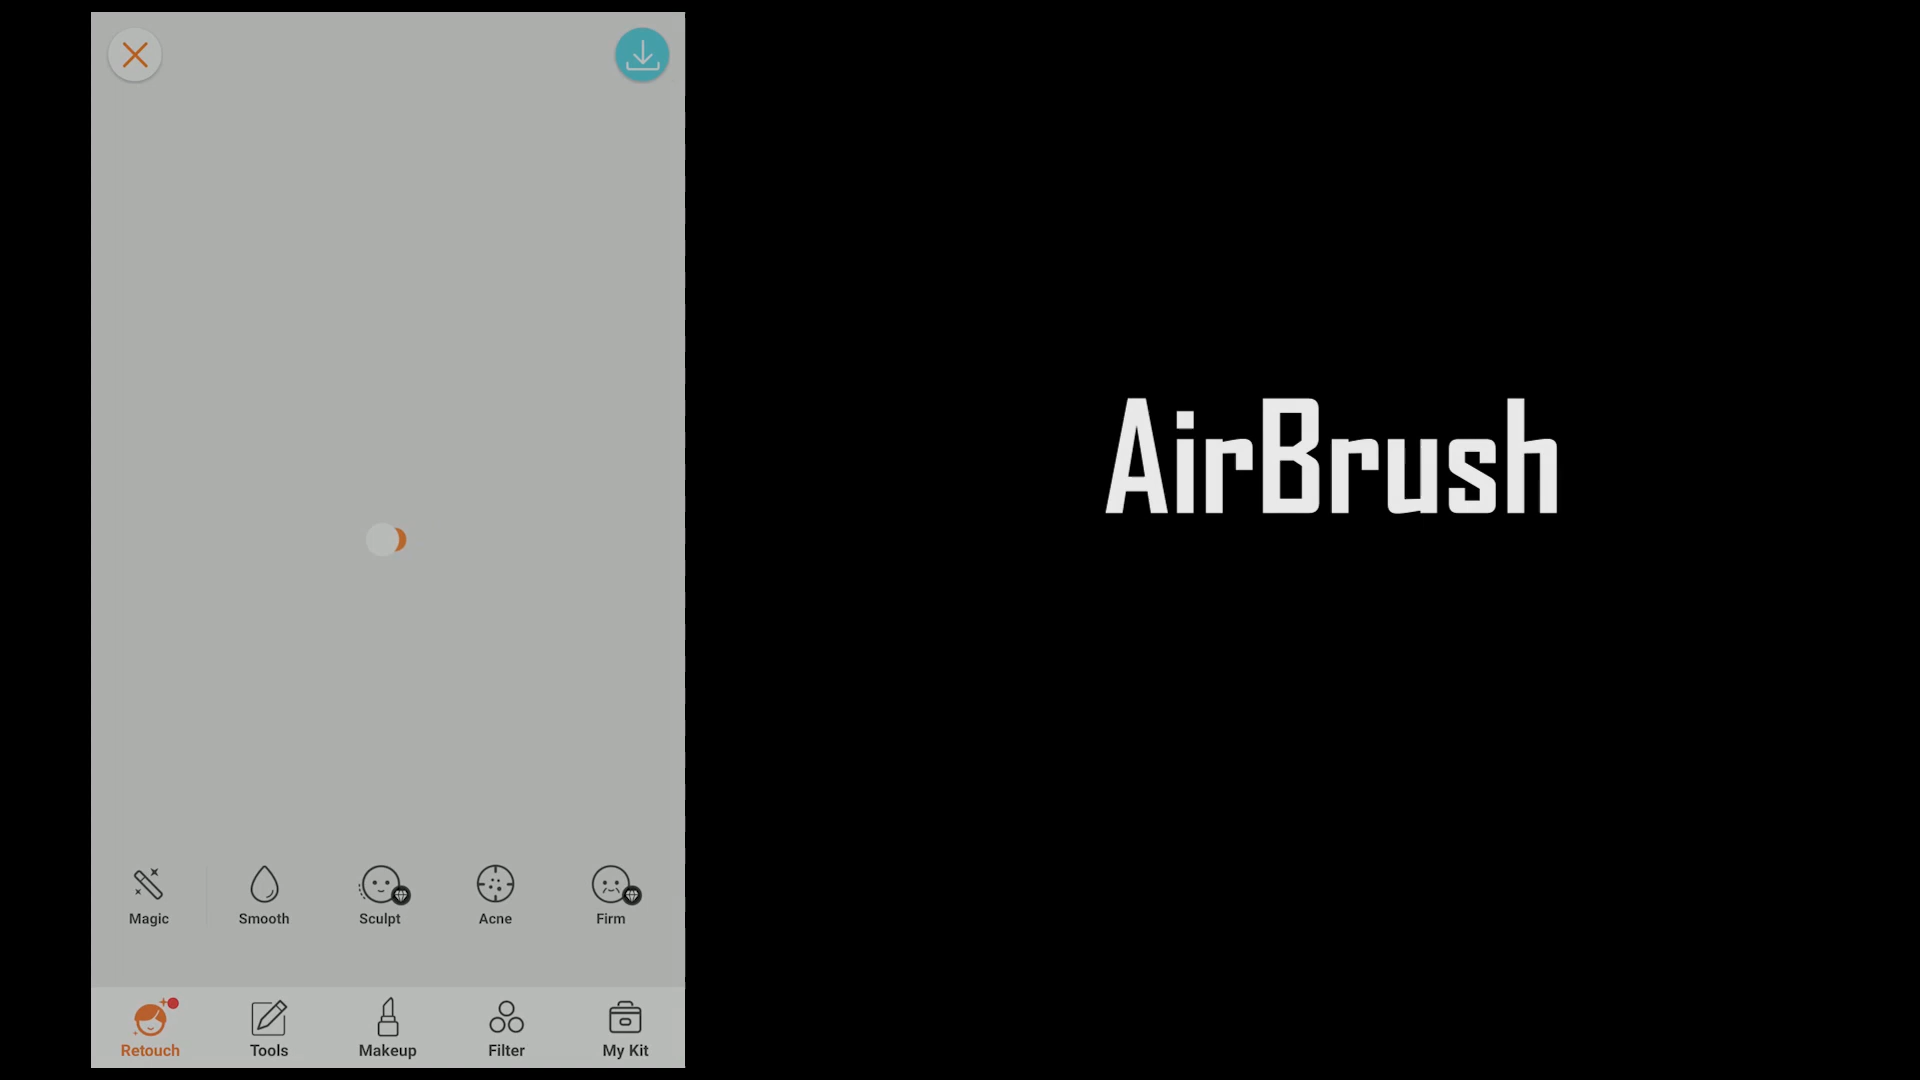 AirBrush
Magic
Smooth
Sculpt
Acne
Firm
Retouch
Tools
Makeup
Filter
My Kit